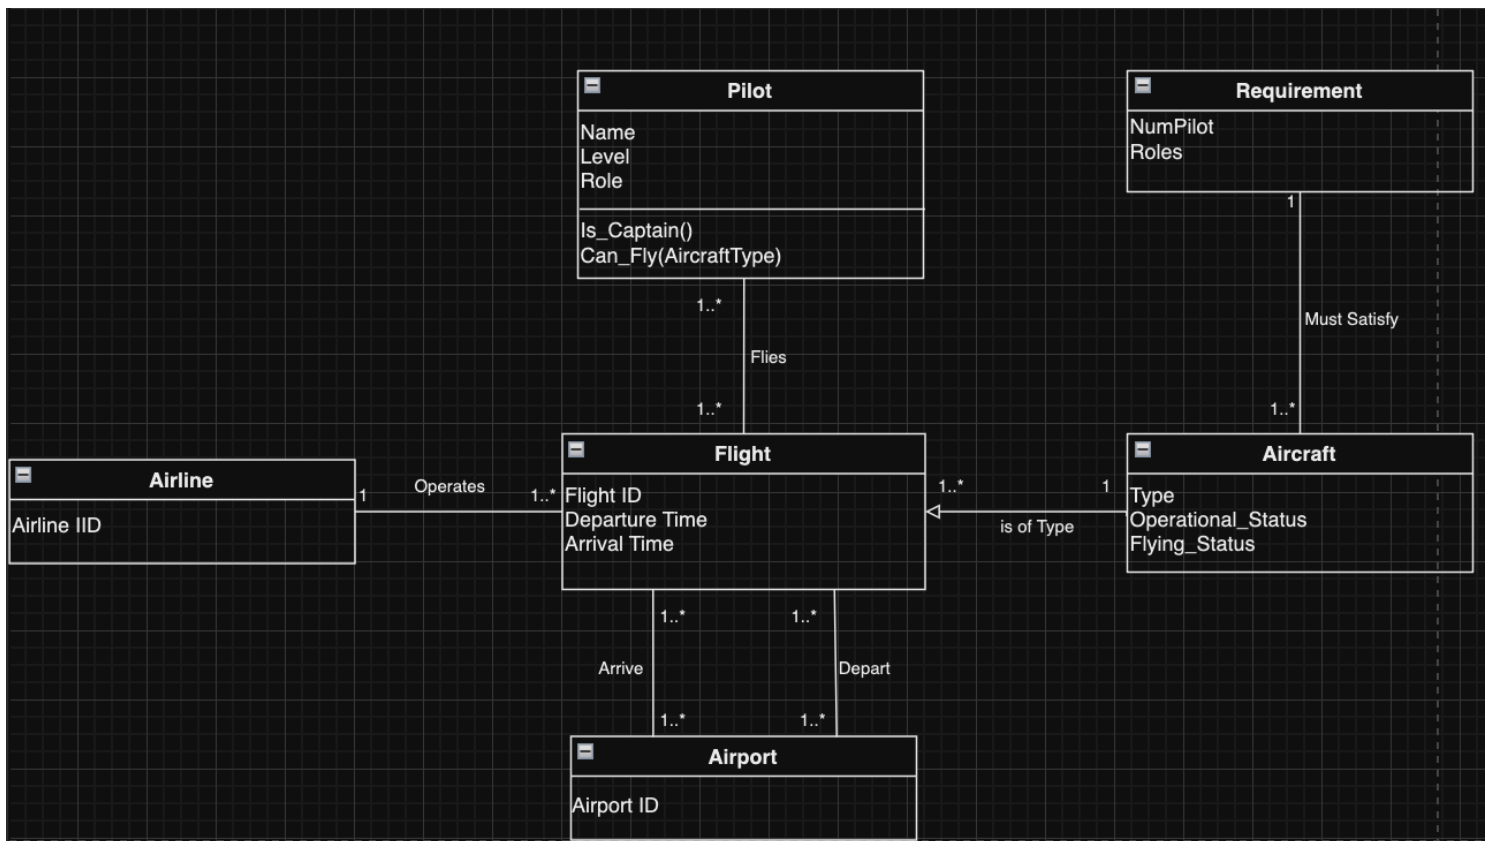 Pilot
Name
Level
Role
Is_Captain()
Can_Fly(AircraftType)
Requirement
NumPilot
Roles
1
Must Satisfy
1..*
1..*
Flies
1..*
Airline
Airline IID
1
Operates
1..*
Flight
Flight ID
Departure Time
Arrival Time
1..*
1
is of Type
Aircraft
Type
Operational_Status
Flying_Status
1..*
1..*
Arrive
Depart
1..*
1..*
Airport
Airport ID